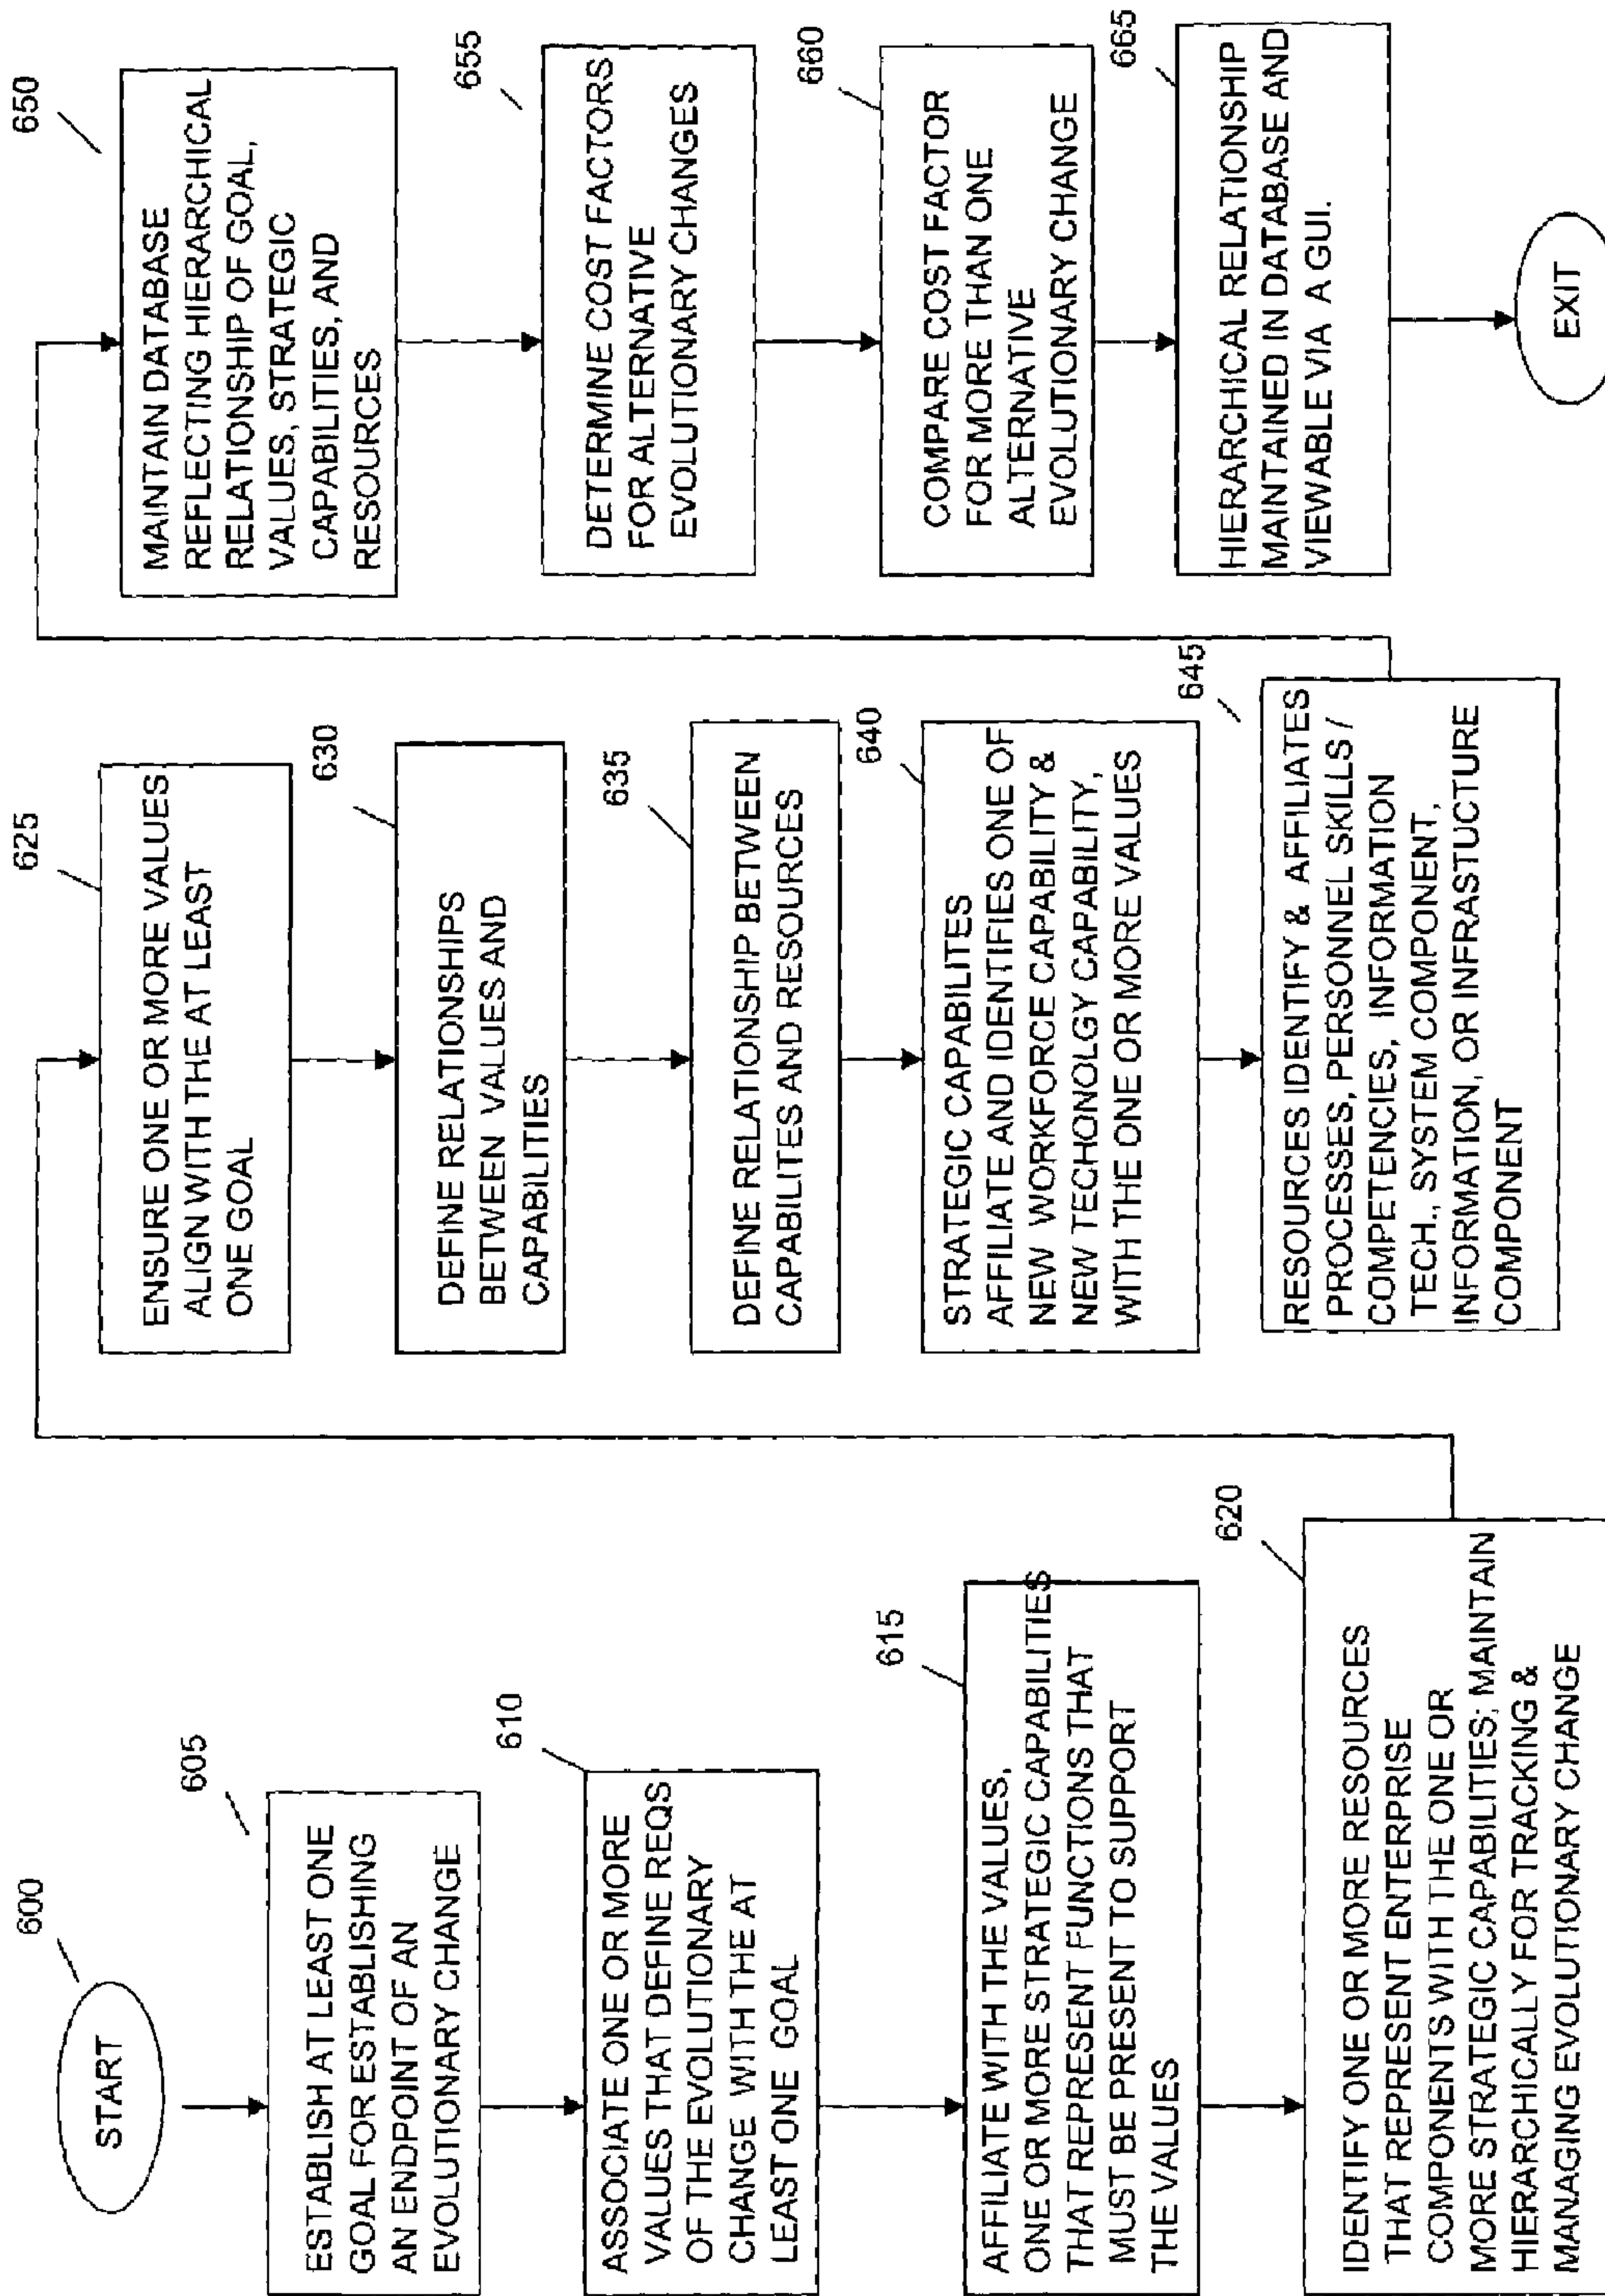 600
START
605
ESTABLISH AT LEAST ONE
GOAL FOR ESTABLISHING
AN ENDPOINT OF AN
EVOLUTIONARY CHANGE
610
ASSOCIATE ONE OR MORE
VALUES THAT DEFINE REQS
OF THE EVOLUTIONARY
CHANGE WITH THE AT
LEAST ONE GOAL
615
AFFILIATE WITH THE VALUES,
ONE OR MORE STRATEGIC CAPABILITIES
THAT REPRESENT FUNCTIONS THAT
MUST BE PRESENT TO SUPPORT
THE VALUES
620
IDENTIFY ONE OR MORE RESOURCES
THAT REPRESENT ENTERPRISE
COMPONENTS WITH THE ONE OR
MORE STRATEGIC CAPABILITIES; MAINTAIN
HIERARCHICALLY FOR TRACKING &
MANAGING EVOLUTIONARY CHANGE
625
ENSURE ONE OR MORE VALUES
ALIGN WITH THE AT LEAST
ONE GOAL
630
DEFINE RELATIONSHIPS
BETWEEN VALUES AND
CAPABILITIES
635
DEFINE RELATIONSHIP BETWEEN
CAPABILITES AND RESOURCES
640
STRATEGIC CAPABILITES
AFFILIATE AND IDENTIFIES ONE OF
NEW WORKFORCE CAPABILITY &
NEW TECHONOLOGY CAPABILITY,
WITH THE ONE OR MORE VALUES
645
RESOURCES IDENTIFY & AFFILIATES
PROCESSES, PERSONNEL SKILLS /
COMPETENCIES, INFORMATION
TECH., SYSTEM COMPONENT,
INFORMATION, OR INFRASTUCTURE
COMPONENT
650
MAINTAIN DATABASE
REFLECTING HIERARCHICAL
RELATIONSHIP OF GOAL,
VALUES, STRATEGIC
CAPABILITIES, AND
RESOURCES
655
DETERMINE COST FACTORS
FOR ALTERNATIVE
EVOLUTIONARY CHANGES
660
COMPARE COST FACTOR
FOR MORE THAN ONE
ALTERNATIVE
EVOLUTIONARY CHANGE
665
HIERARCHICAL RELATIONSHIP
MAINTAINED IN DATABASE AND
VIEWABLE VIA A GUI.
EXIT